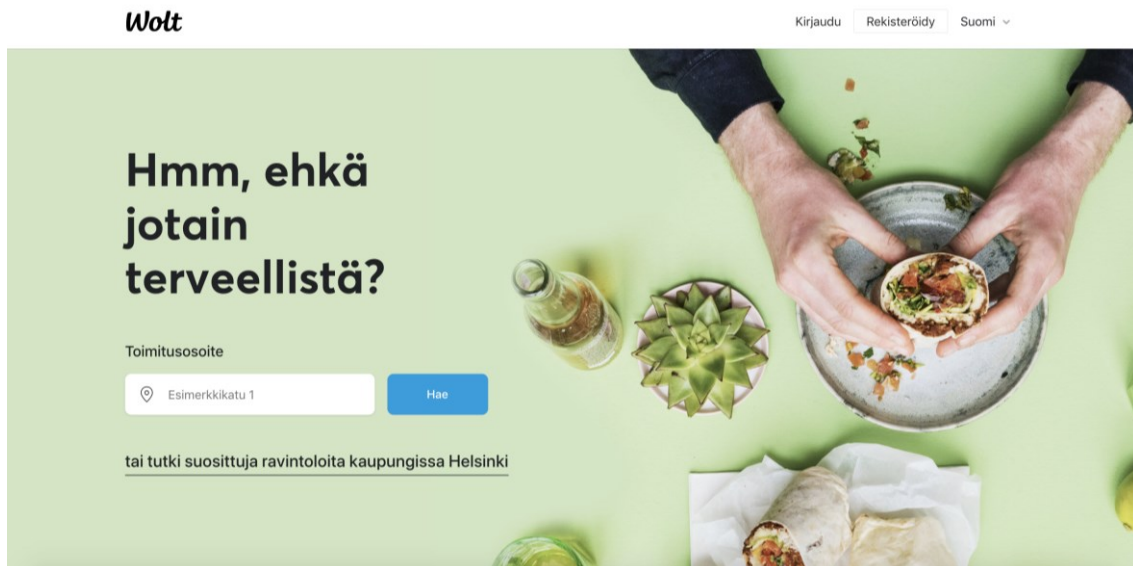 Wolt
Kirjaudu
Rekisteröidy
Suomi
Hmm, ehkä
jotain
terveellistä?
Toimitusosoite
Esimerkkikatu 1
Hae
tai tutki suosittuja ravintoloita kaupungissa Helsinki